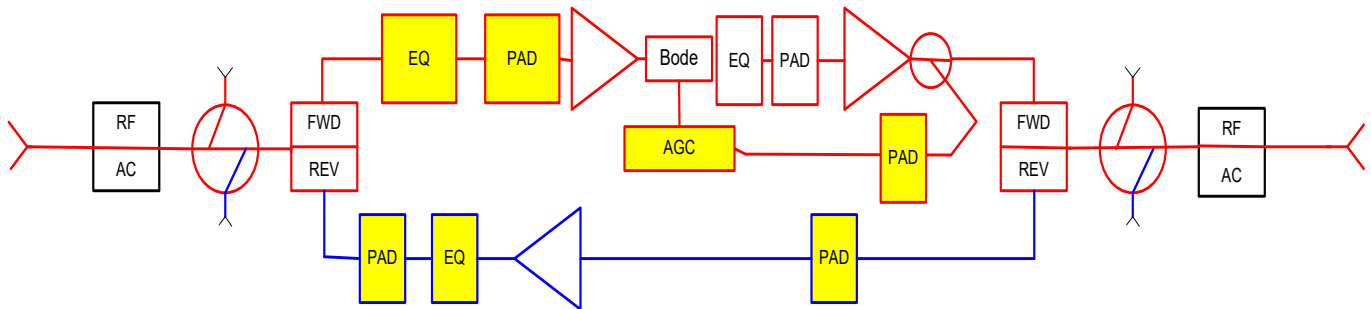 EQ
PAD
Bode
EQ
PAD
RF
AC
FWD
REV
AGC
PAD
FWD
REV
RF
AC
PAD
EQ
PAD